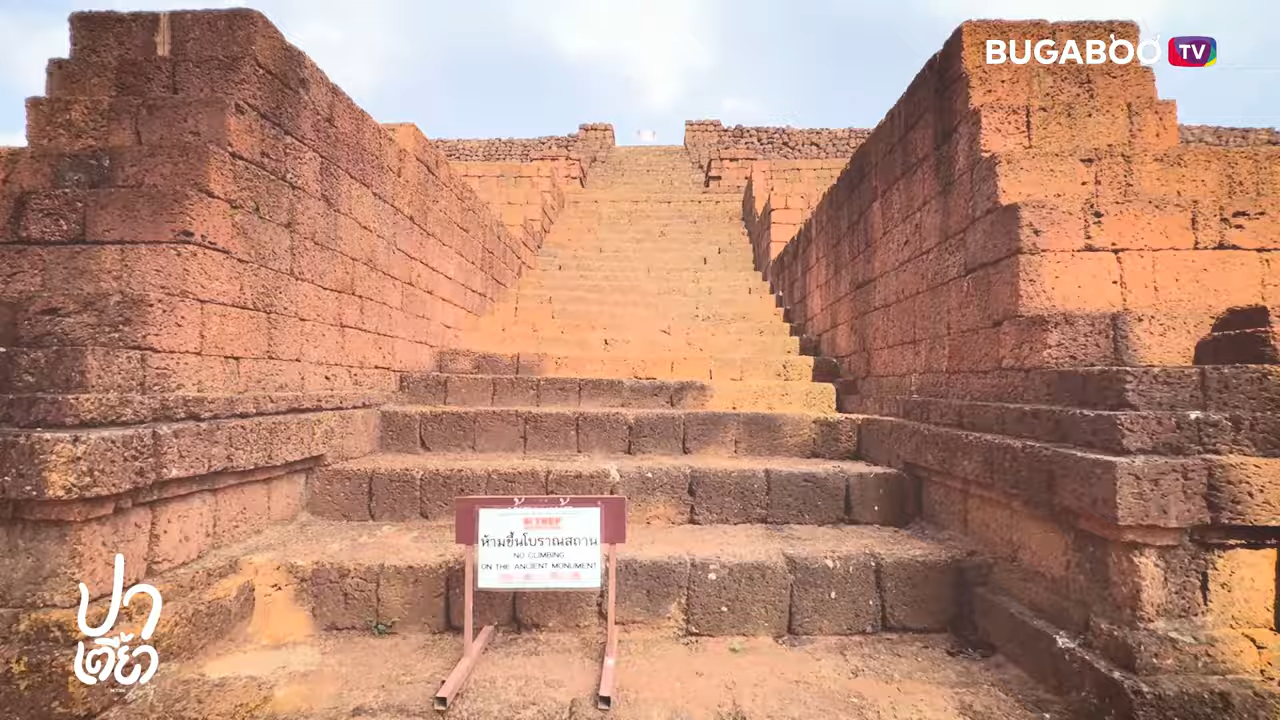 BUGABOO TV
ห้ามขึ้นโบราณสถาน
NO CLIMBING
ON THE ANCIENT MONUMENT
ปา
เตี้ยว